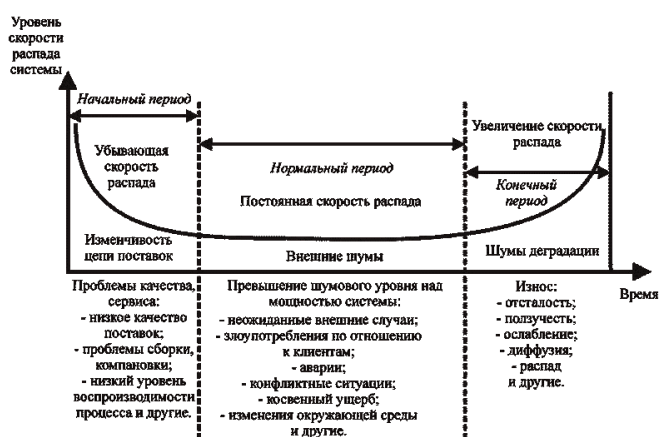 Уровень
скорости
распада
системы
Начальный период
Убывающая
скорость
распада
Изменчивость
цепи поставок
Нормальный период
Постоянная скорость распада
Внешние шумы
Увеличение скорости
распада
Конечный
период
Шумы деградации
Время
Проблемы качества,
сервиса:
- низкое качество
поставок;
- проблемы сборки,
компановки;
- низкий уровень
воспроизводимости
процесса и другие.
Превышение шумового уровня над
мощностью системы:
- неожиданные внешние случаи;
- злоупотребления по отношению
к клиентам;
- аварии;
- конфликтные ситуации;
- косвенный ущерб;
- изменения окружающей среды
и другие.
Износ:
- отсталость;
- ползучесть;
- ослабление;
- диффузия;
- распад
и другие.